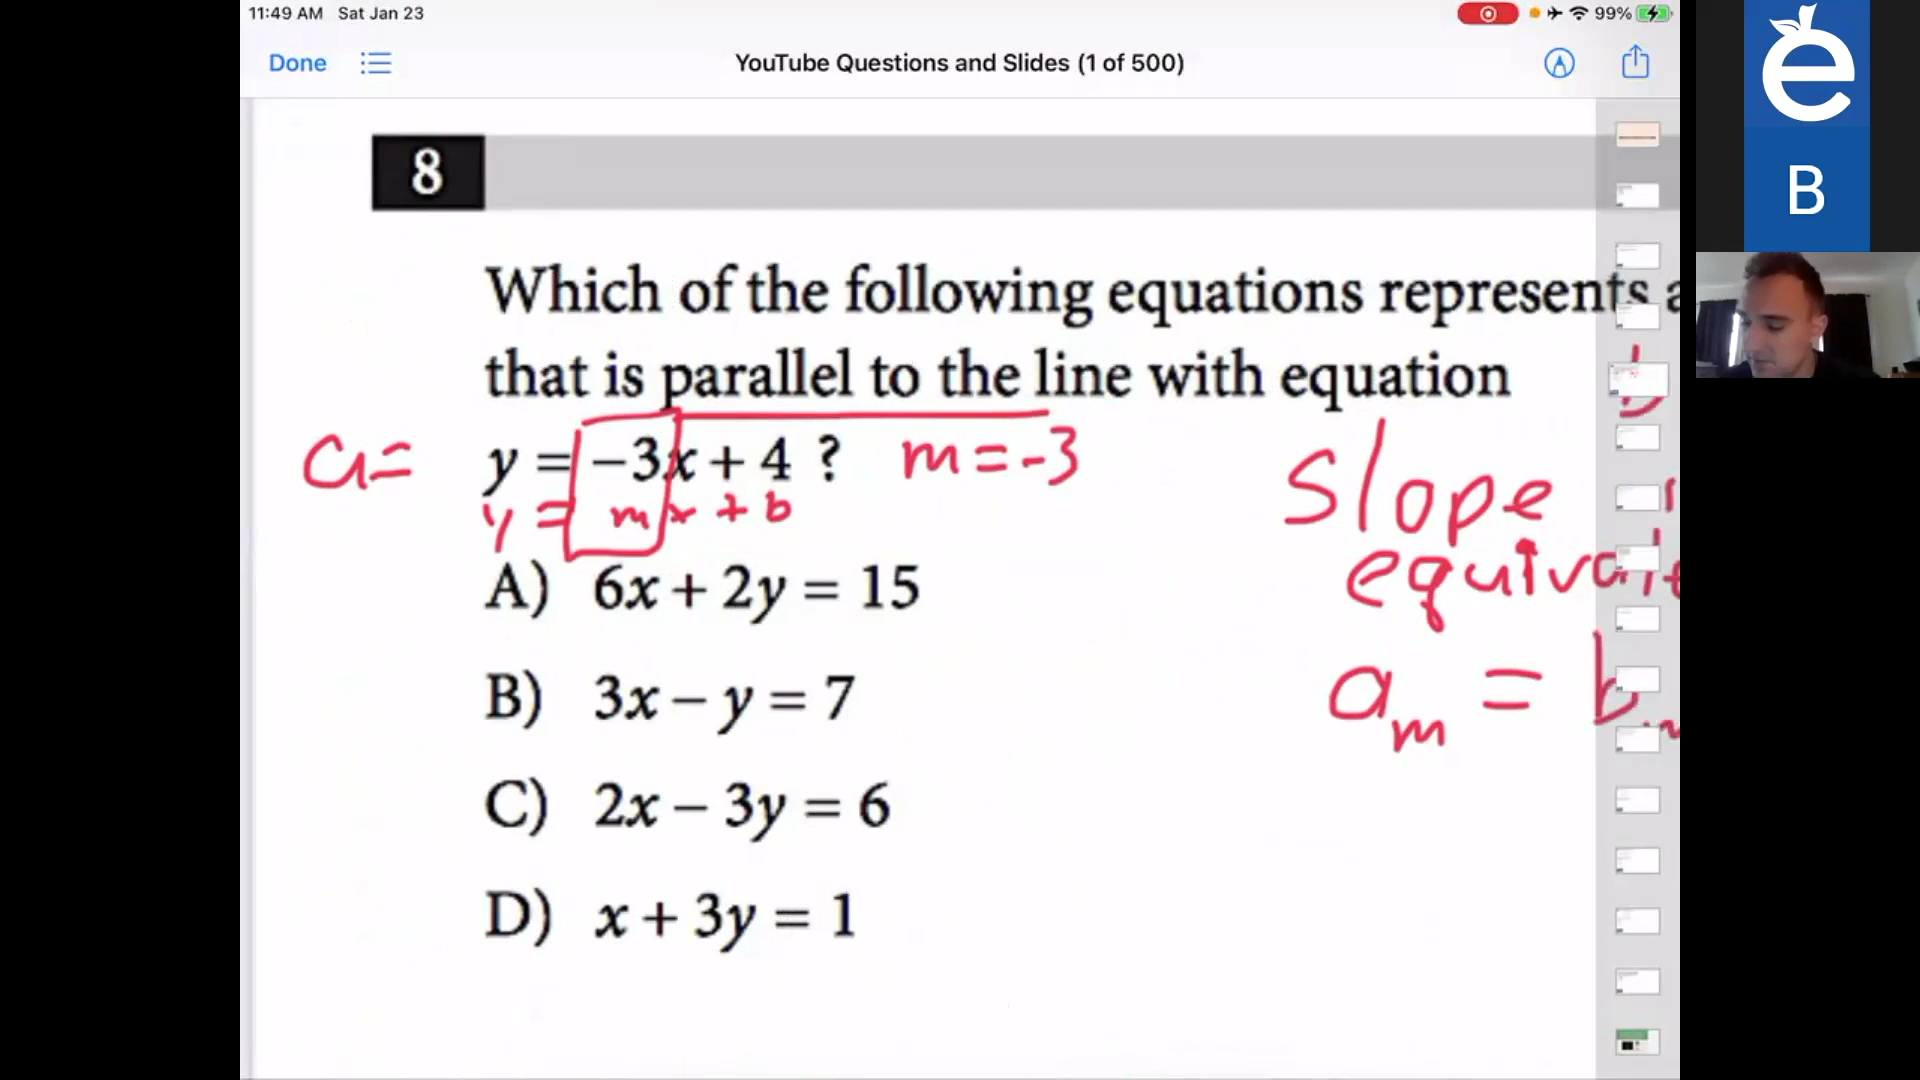 11:49 AM Sat Jan 23
99%
Done
YouTube Questions and Slides (1 of 500)
e
B
8
Which of the following equations represents a
that is parallel to the line with equation
a = y = −3x + 4 ? m = -3
y = mx + b
Slope
A) 6x + 2y = 15
B) 3x − y = 7
am = b
C) 2x − 3y = 6
D) x + 3y = 1